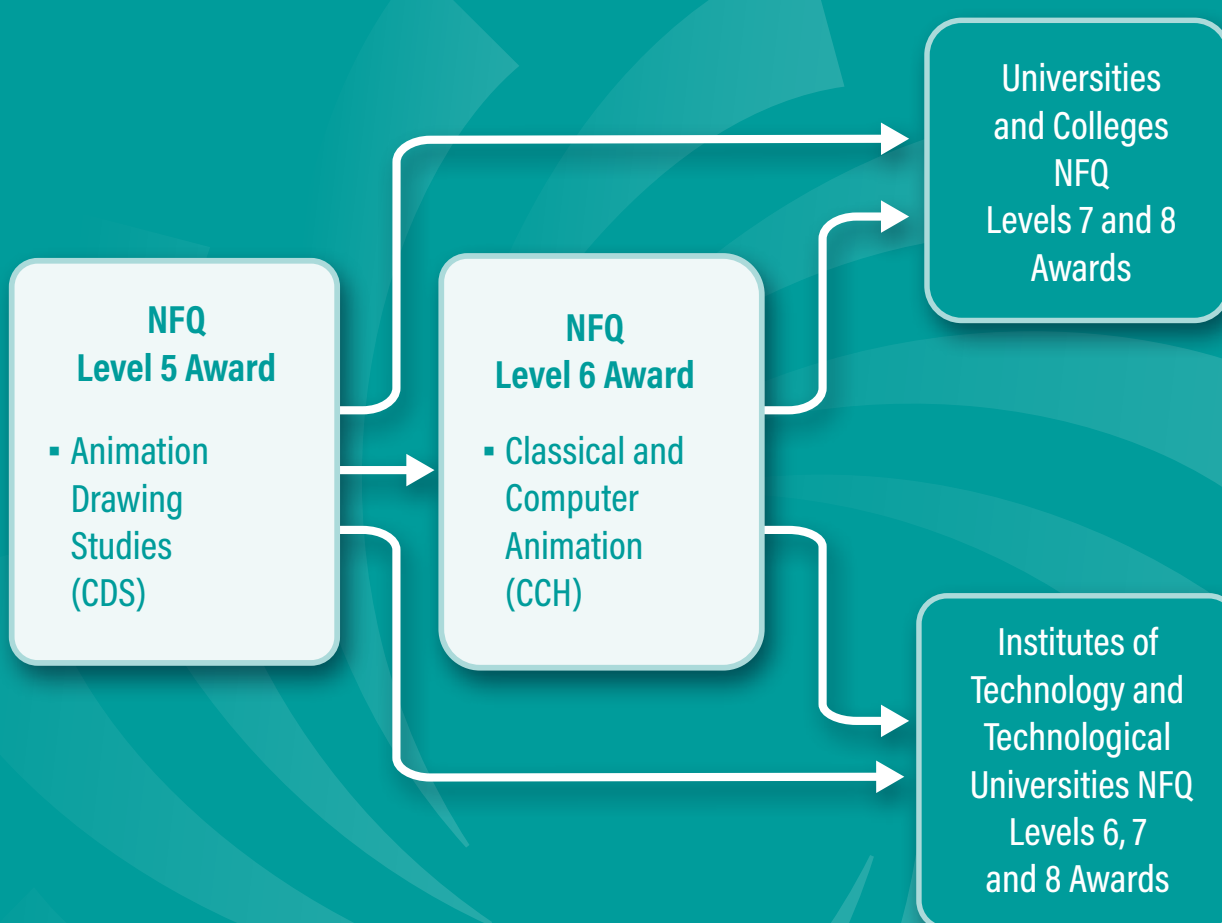 NFQ
Level 5 Award
▪ Animation
Drawing
Studies
(CDS)
NFQ
Level 6 Award
▪ Classical and
Computer
Animation
(CCH)
Universities
and Colleges
NFQ
Levels 7 and 8
Awards
Institutes of
Technology and
Technological
Universities NFQ
Levels 6, 7
and 8 Awards